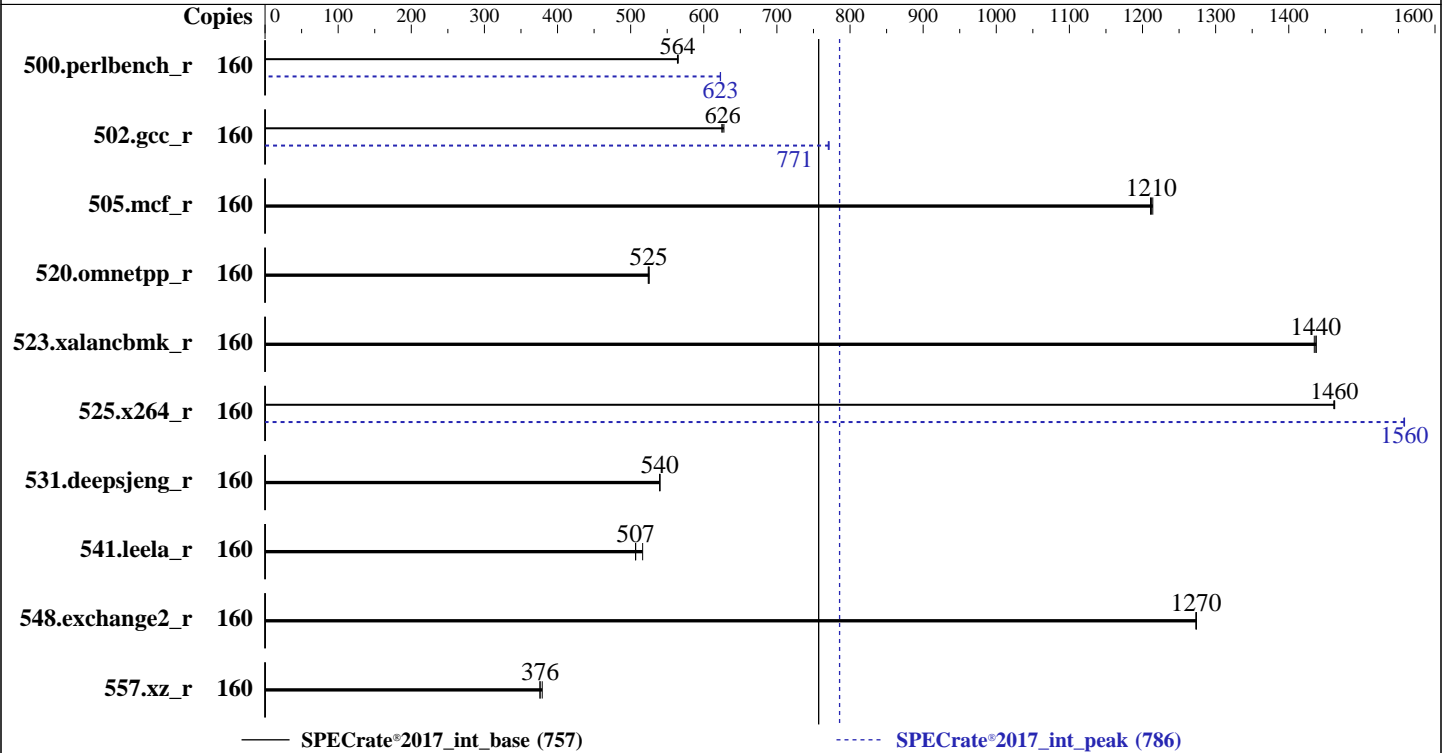 Copies 0 100 200 300 400 500 600 700 800 900 1000 1100 1200 1300 1400 1600
500.perlbench_r 160 564
623
502.gcc_r 160 626
771
505.mcf_r 160 1210
520.omnetpp_r 160 525
523.xalancbmk_r 160 1440
525.x264_r 160 1460
1560
531.deepsjeng_r 160 540
541.leela_r 160 507
548.exchange2_r 160 1270
557.xz_r 160 376
SPECrate®2017_int_base (757) SPECrate®2017_int_peak (786)